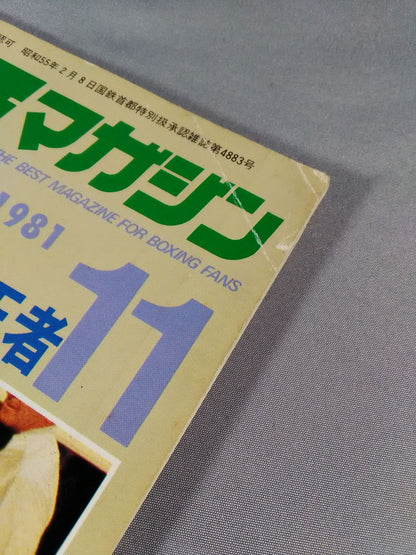 認可 昭和55年2月8日国鉄首都特別扱承認雑誌第4883号
マガジン
THE BEST MAGAZINE FOR BOXING FANS
1981
王者
11